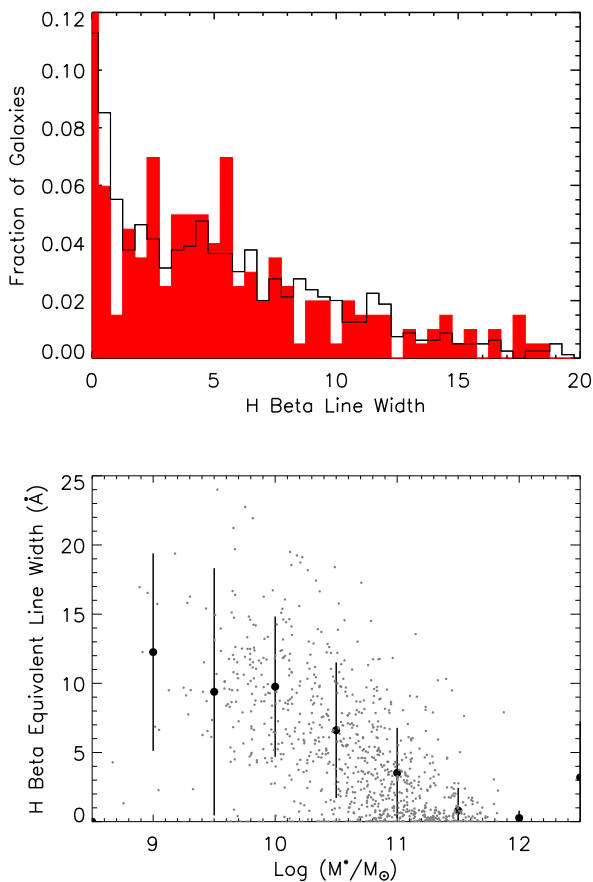 0.12
0.10
0.08
0.06
0.04
0.02
0.00
Fraction of Galaxies
0 5 10 15 20
H Beta Line Width
25
20
15
10
5
0
H Beta Equivalent Line Width (Å)
9 10 11 12
Log (M*/M☉)